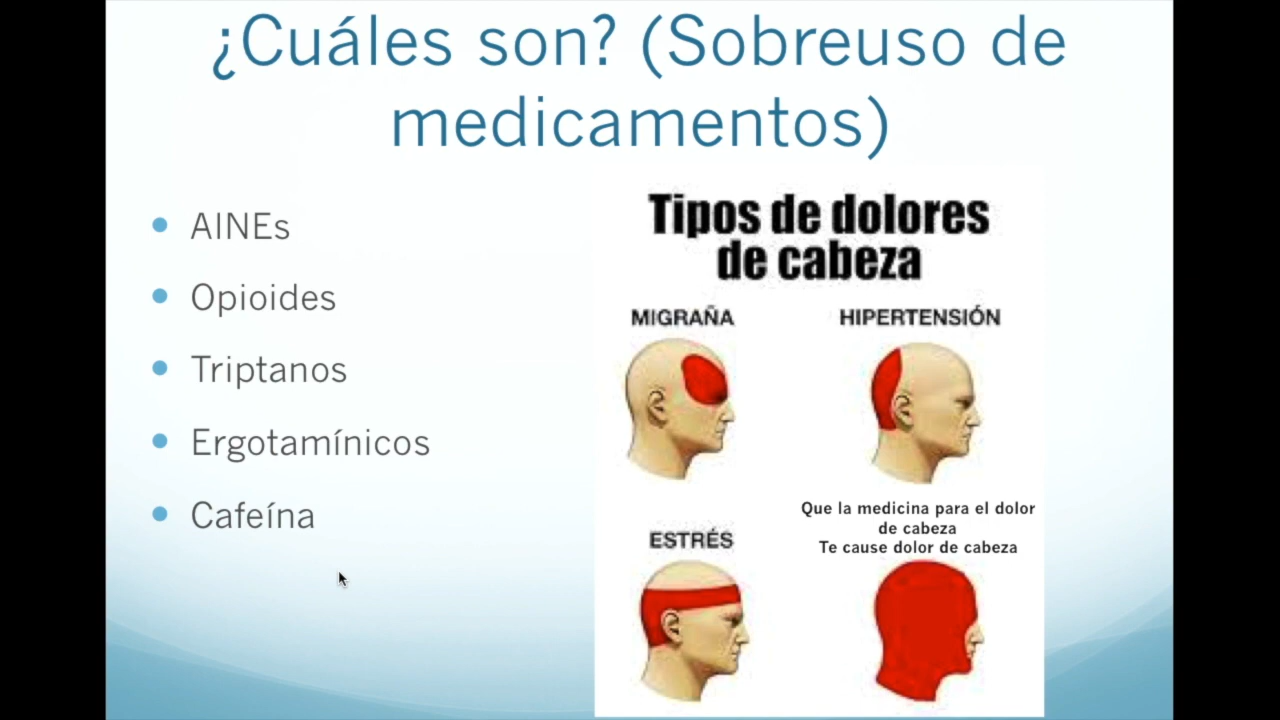 ¿Cuáles son? (Sobreuso de
medicamentos)
AINEs
Opioides
Triptanos
Ergotamínicos
Cafeína
Tipos de dolores
de cabeza
MIGRAÑA
HIPERTENSIÓN
ESTRÉS
Que la medicina para el dolor
de cabeza
Te cause dolor de cabeza